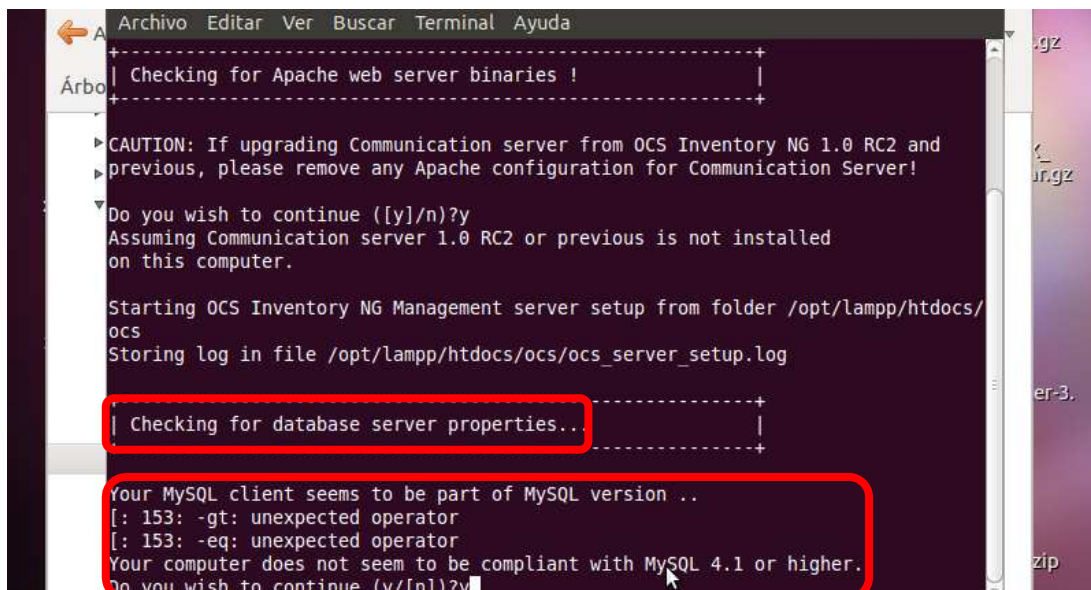 Archivo Editar Ver Buscar Terminal Ayuda
A
.gz
Árbo
+----------------------------------------------------------+
| Checking for Apache web server binaries ! |
+----------------------------------------------------------+
CAUTION: If upgrading Communication server from OCS Inventory NG 1.0 RC2 and
previous, please remove any Apache configuration for Communication Server!
ar.gz
Do you wish to continue ([y]/n)?y
Assuming Communication server 1.0 RC2 or previous is not installed
on this computer.
Starting OCS Inventory NG Management server setup from folder /opt/lampp/htdocs/
ocs
Storing log in file /opt/lampp/htdocs/ocs/ocs_server_setup.log
er-3.
+----------------------------------------------------------+
| Checking for database server properties... |
+----------------------------------------------------------+
Your MySQL client seems to be part of MySQL version ..
[: 153: -gt: unexpected operator
[: 153: -eq: unexpected operator
Your computer does not seem to be compliant with MySQL 4.1 or higher.
zip
Do you wish to continue (y/[n])?y